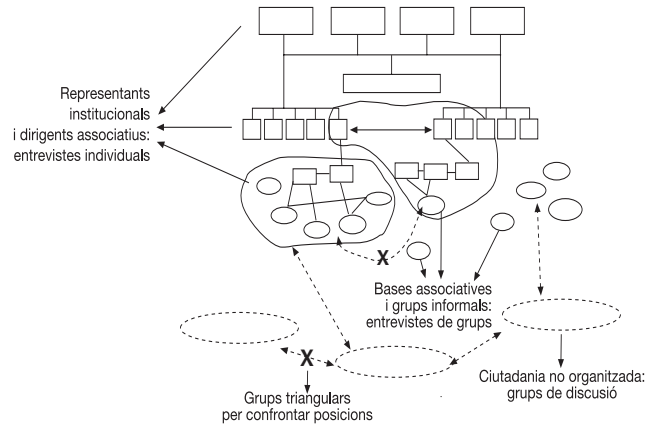 Representants
institucionals
i dirigents associatius:
entrevistes individuals
X
Bases associatives
i grups informals:
entrevistes de grups
X
Ciutadania no organitzada:
grups de discusió
Grups triangulars
per confrontar posicions